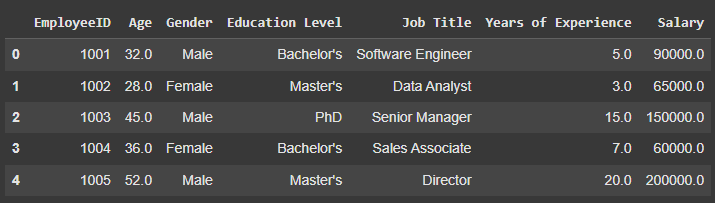 EmployeeID Age Gender Education Level Job Title Years of Experience Salary
0 1001 32.0 Male Bachelor's Software Engineer 5.0 90000.0
1 1002 28.0 Female Master's Data Analyst 3.0 65000.0
2 1003 45.0 Male PhD Senior Manager 15.0 150000.0
3 1004 36.0 Female Bachelor's Sales Associate 7.0 60000.0
4 1005 52.0 Male Master's Director 20.0 200000.0